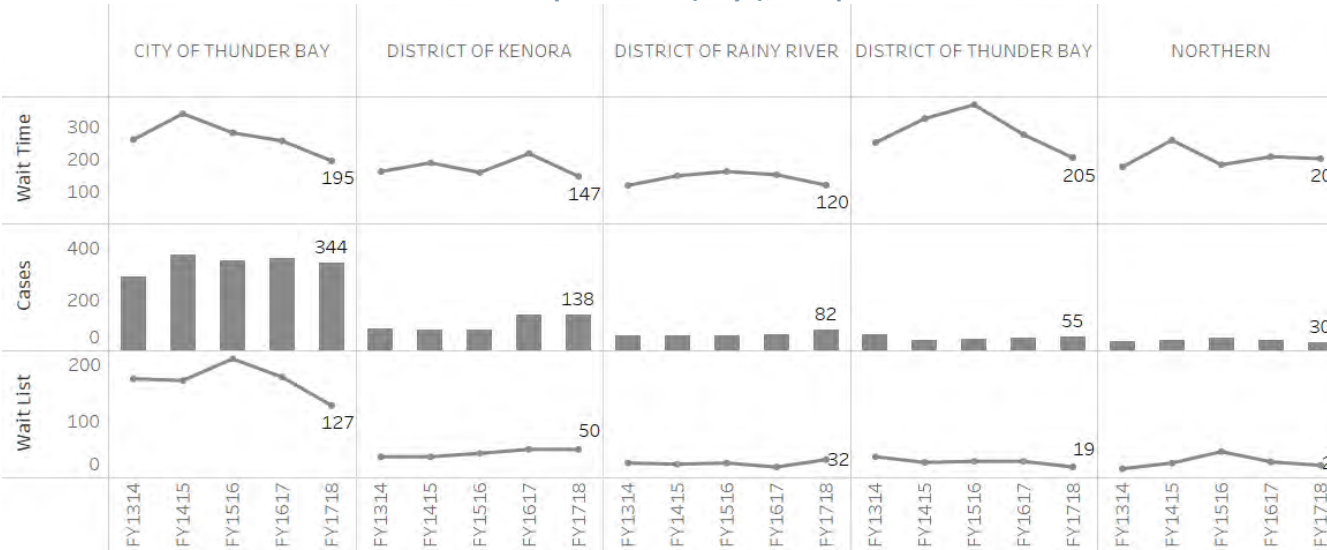 CITY OF THUNDER BAY
DISTRICT OF KENORA
DISTRICT OF RAINY RIVER
DISTRICT OF THUNDER BAY
NORTHERN
Wait Time
300
200
100
195
147
120
205
20
Cases
400
200
0
344
138
82
55
30
Wait List
200
100
0
127
50
32
19
FY1314
FY1415
FY1516
FY1617
FY1718
FY1314
FY1415
FY1516
FY1617
FY1718
FY1314
FY1415
FY1516
FY1617
FY1718
FY1314
FY1415
FY1516
FY1617
FY1718
FY1314
FY1415
FY1516
FY1617
FY1718